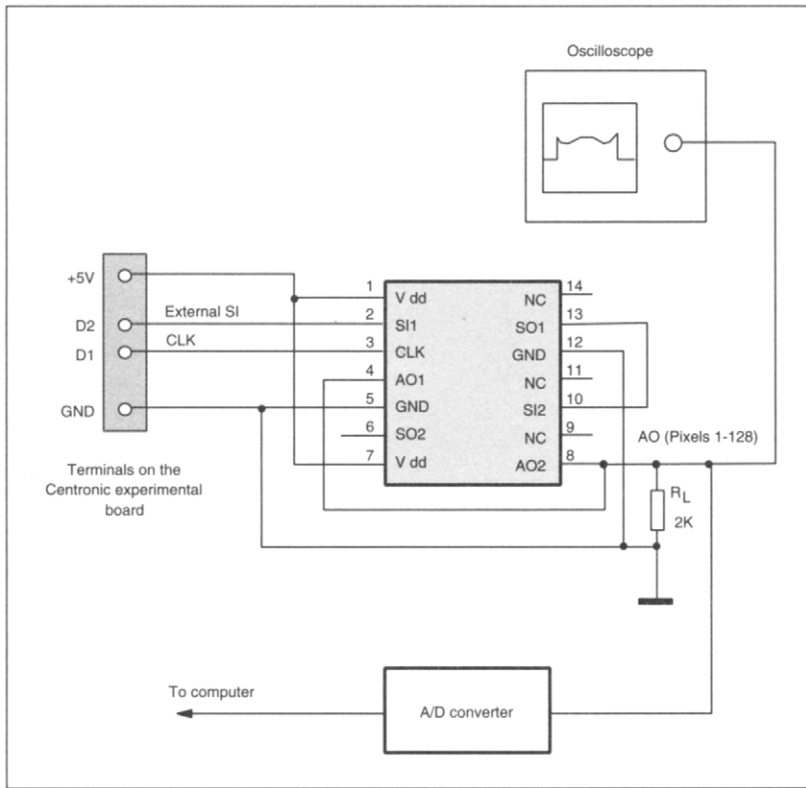 Oscilloscope
+5V
D2
External SI
D1
CLK
GND
Terminals on the
Centronic experimental
board
1
V dd
2
SI1
3
CLK
4
AO1
5
GND
6
SO2
7
V dd
14
NC
13
SO1
12
GND
11
NC
10
SI2
9
NC
8
AO2
AO (Pixels 1-128)
RL
2K
To computer
A/D converter